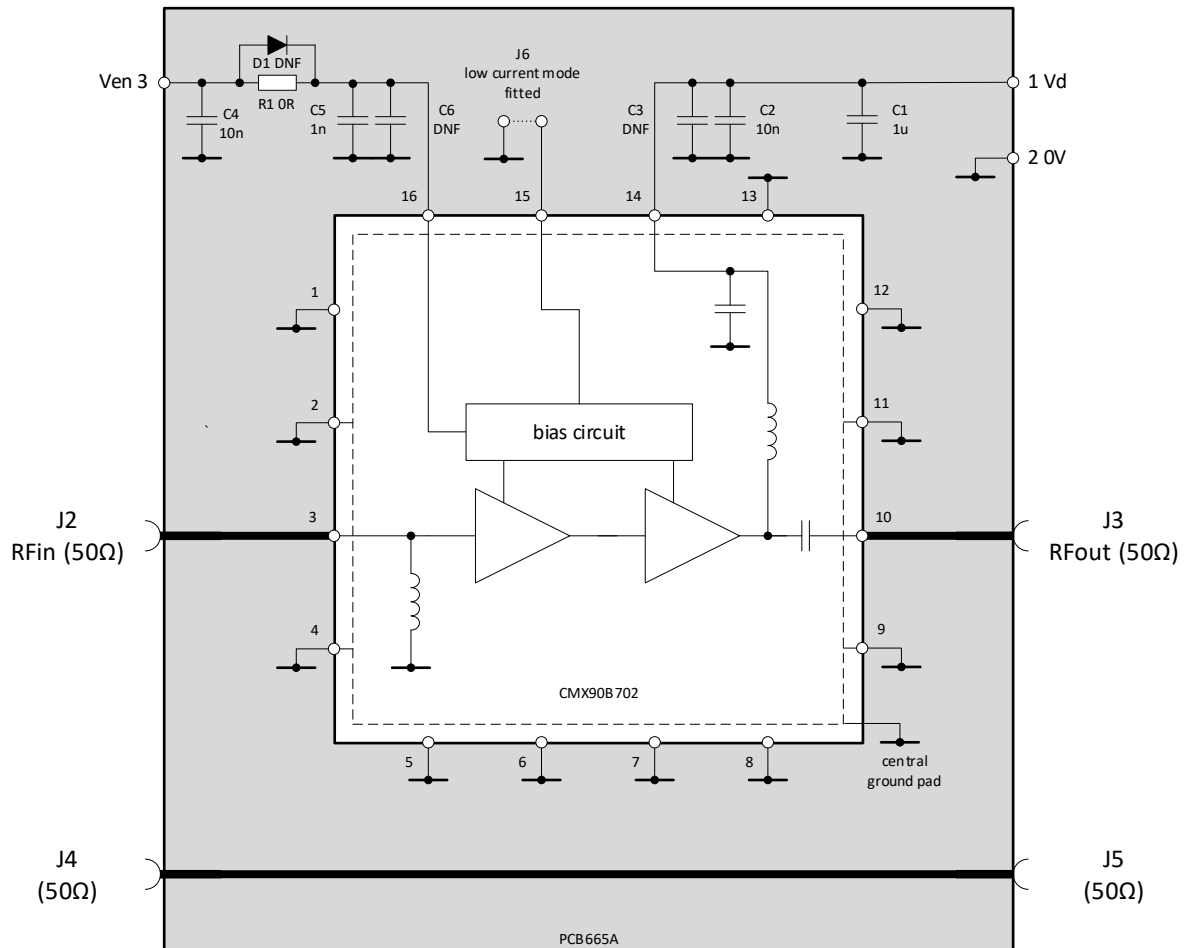 J6
low current mode
fitted
D1 DNF
Ven 3
R1 0R
C4
10n
C5
1n
C6
DNF
C3
DNF
C2
10n
C1
1u
1 Vd
2 0V
16
15
14
13
1
12
2
11
bias circuit
J2
RFin (50Ω)
3
10
J3
RFout (50Ω)
4
9
CMX90B702
5
6
7
8
central
ground pad
J4
(50Ω)
J5
(50Ω)
PCB665A